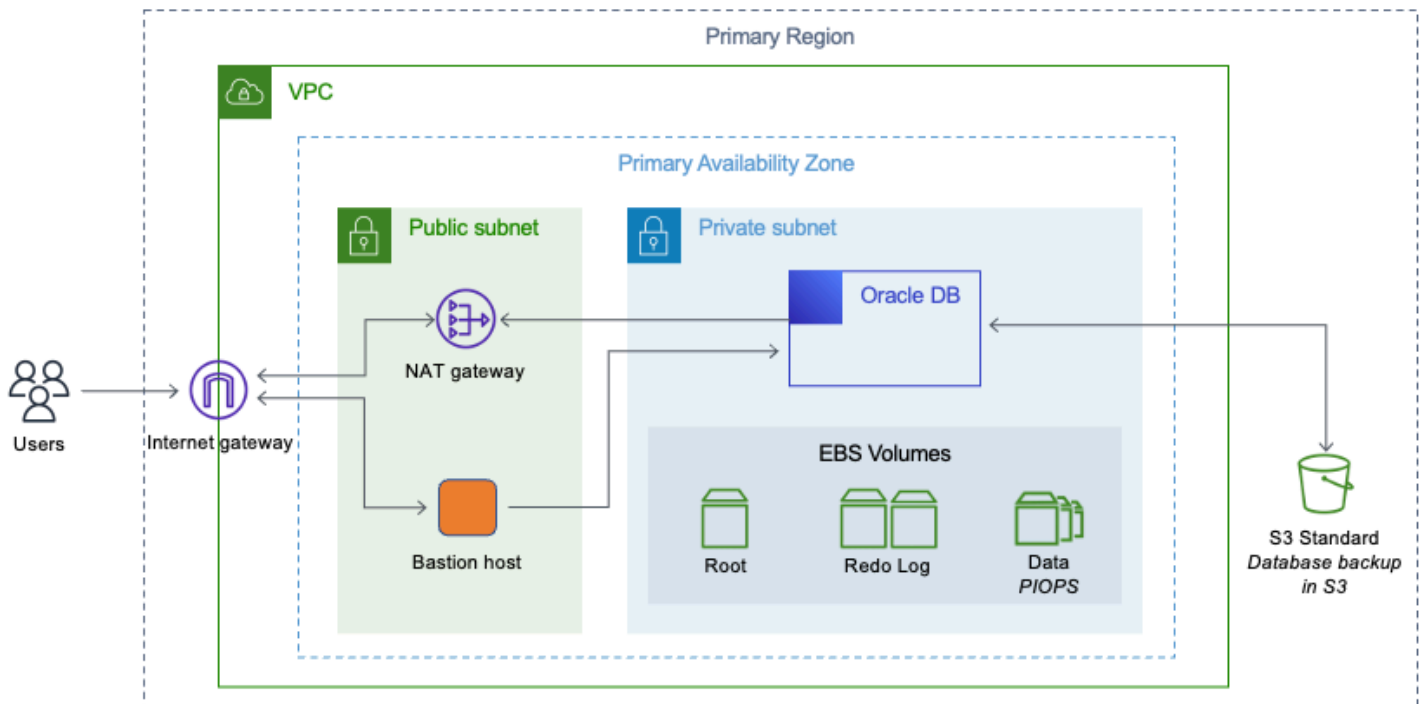 Primary Region
VPC
Primary Availability Zone
Public subnet
Private subnet
Oracle DB
NAT gateway
Users
Internet gateway
EBS Volumes
Bastion host
Root
Redo Log
Data
PIOPS
S3 Standard
Database backup
in S3